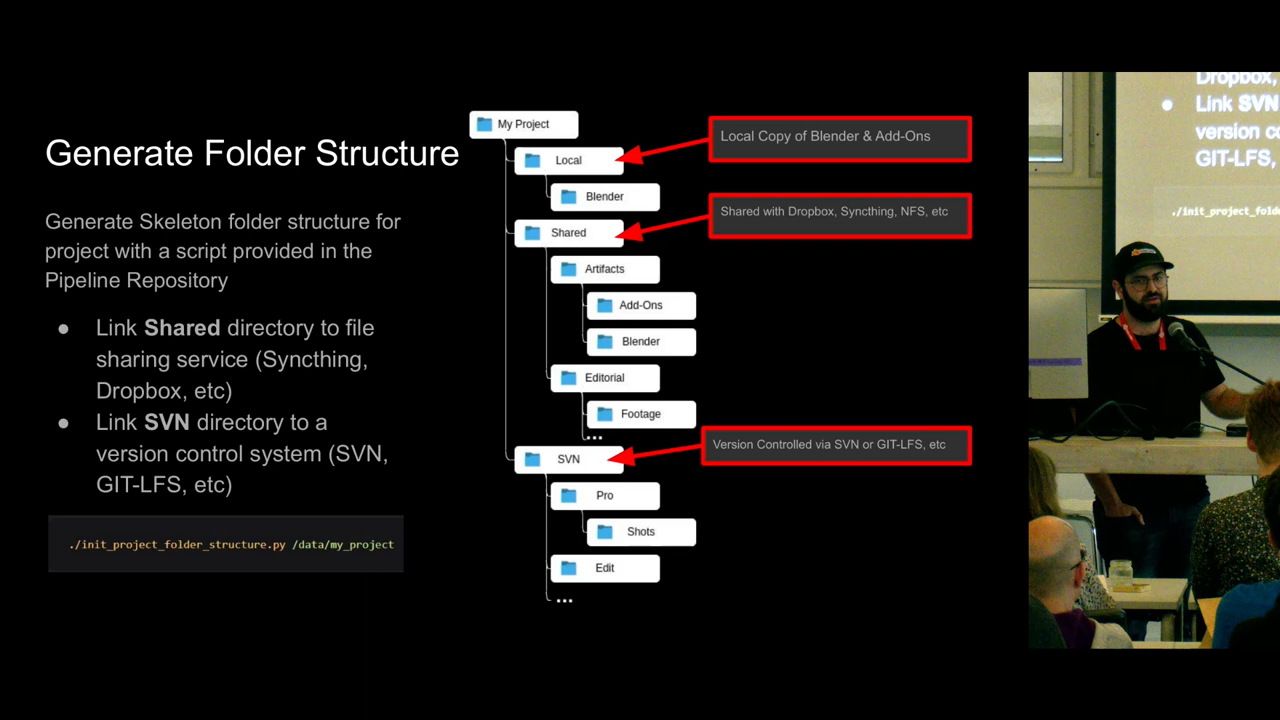 Generate Folder Structure
Generate Skeleton folder structure for
project with a script provided in the
Pipeline Repository
● Link Shared directory to file
sharing service (Syncthing,
Dropbox, etc)
● Link SVN directory to a
version control system (SVN,
GIT-LFS, etc)
./init_project_folder_structure.py /data/my_project
My Project
Local
Blender
Shared
Artifacts
Add-Ons
Blender
Editorial
Footage
...
SVN
Pro
Shots
Edit
...
Local Copy of Blender & Add-Ons
Shared with Dropbox, Syncthing, NFS, etc
Version Controlled via SVN or GIT-LFS, etc
Dropbox,
● Link SVN
version co
GIT-LFS,
./init_project_folde